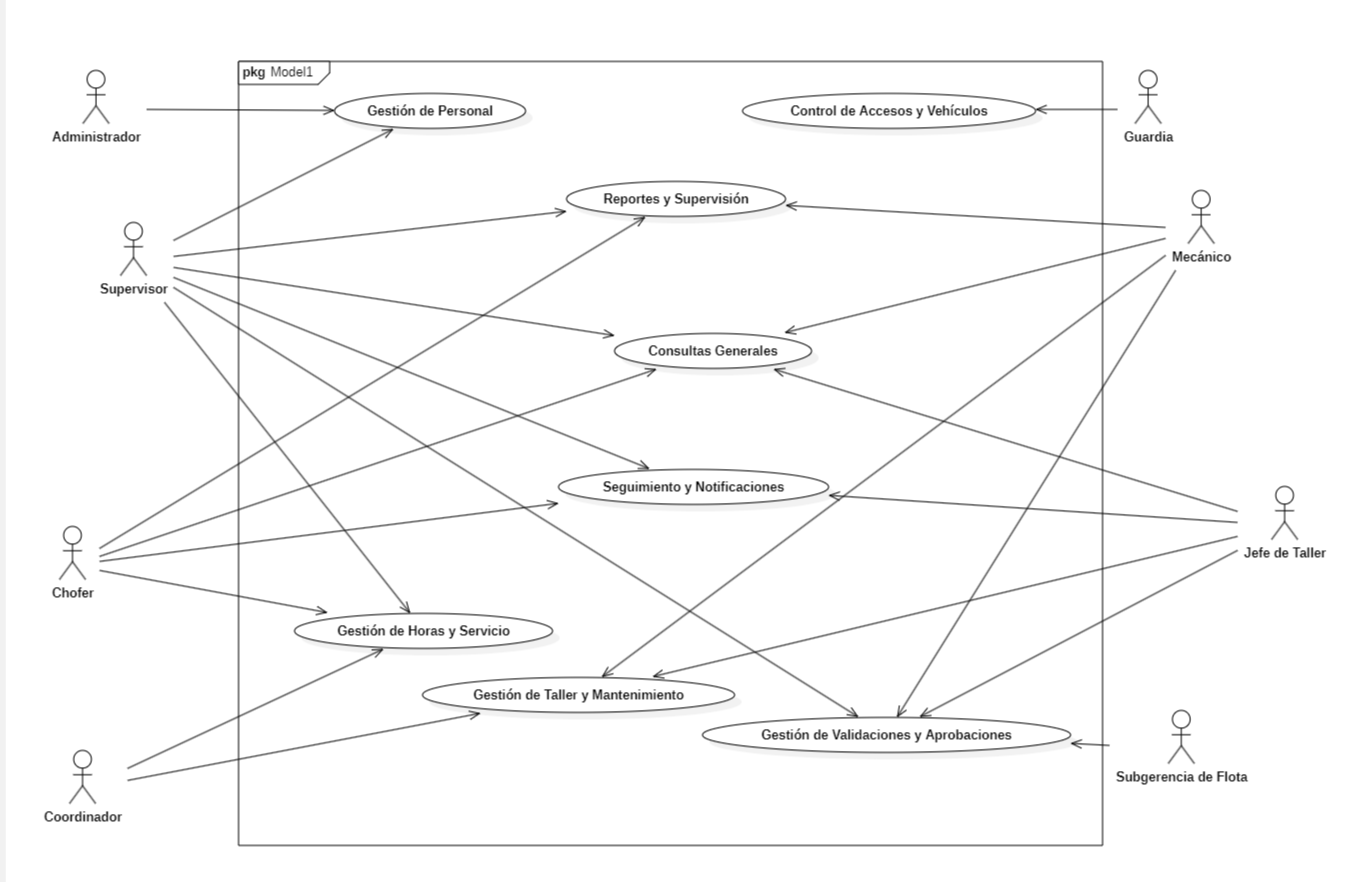 pkg Model1
Administrador
Gestión de Personal
Control de Accesos y Vehículos
Guardia
Reportes y Supervisión
Mecánico
Supervisor
Consultas Generales
Seguimiento y Notificaciones
Jefe de Taller
Chofer
Gestión de Horas y Servicio
Gestión de Taller y Mantenimiento
Gestión de Validaciones y Aprobaciones
Subgerencia de Flota
Coordinador